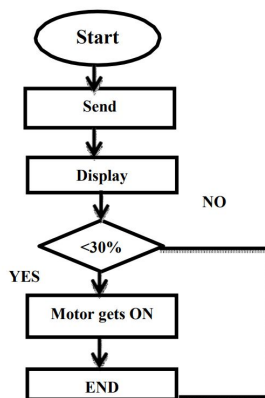 Start
Send
Display
NO
<30%
YES
Motor gets ON
END